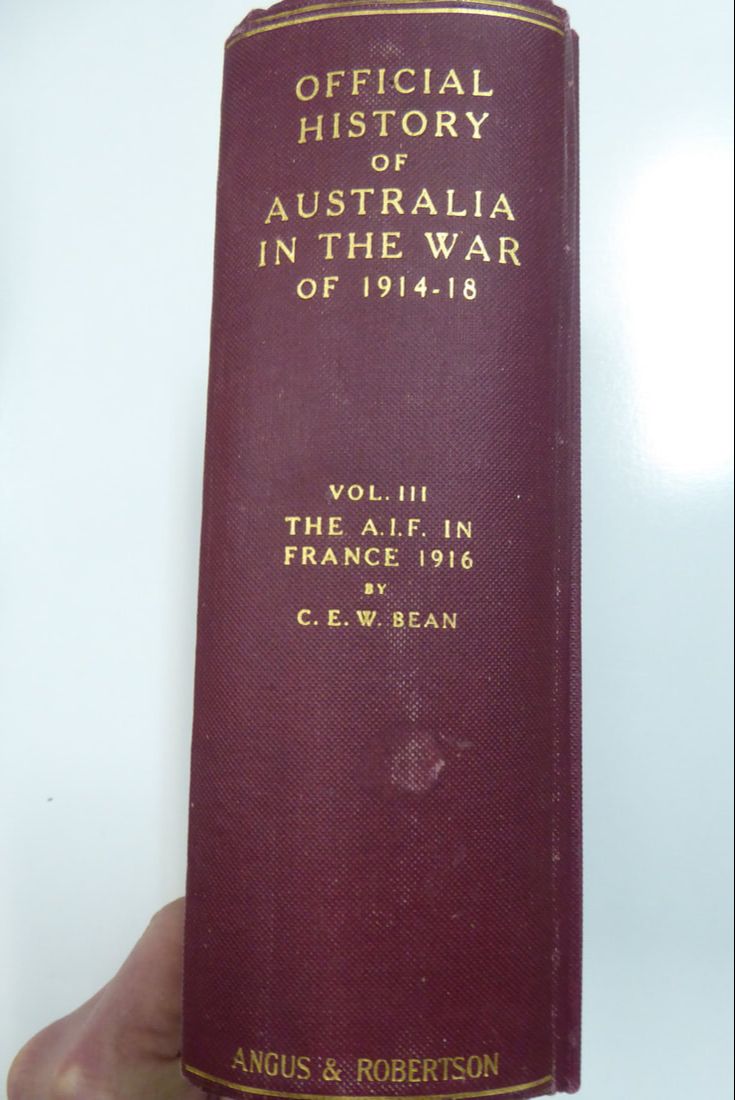 OFFICIAL
HISTORY
OF
AUSTRALIA
IN THE WAR
OF 1914-18
VOL. III
THE A.I.F. IN
FRANCE 1916
BY
C. E. W. BEAN
ANGUS & ROBERTSON